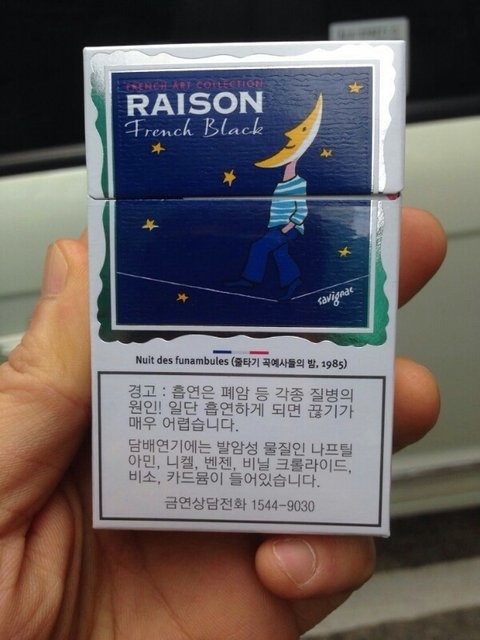 FRENCH ART COLLECTION
RAISON
French Black
savignac
Nuit des funambules (줄타기 곡예사들의 밤, 1985)
경고 : 흡연은 폐암 등 각종 질병의
원인! 일단 흡연하게 되면 끊기가
매우 어렵습니다.
담배연기에는 발암성 물질인 나프틸
아민, 니켈, 벤젠, 비닐 크롤라이드,
비소, 카드뮴이 들어있습니다.
금연상담전화 1544-9030